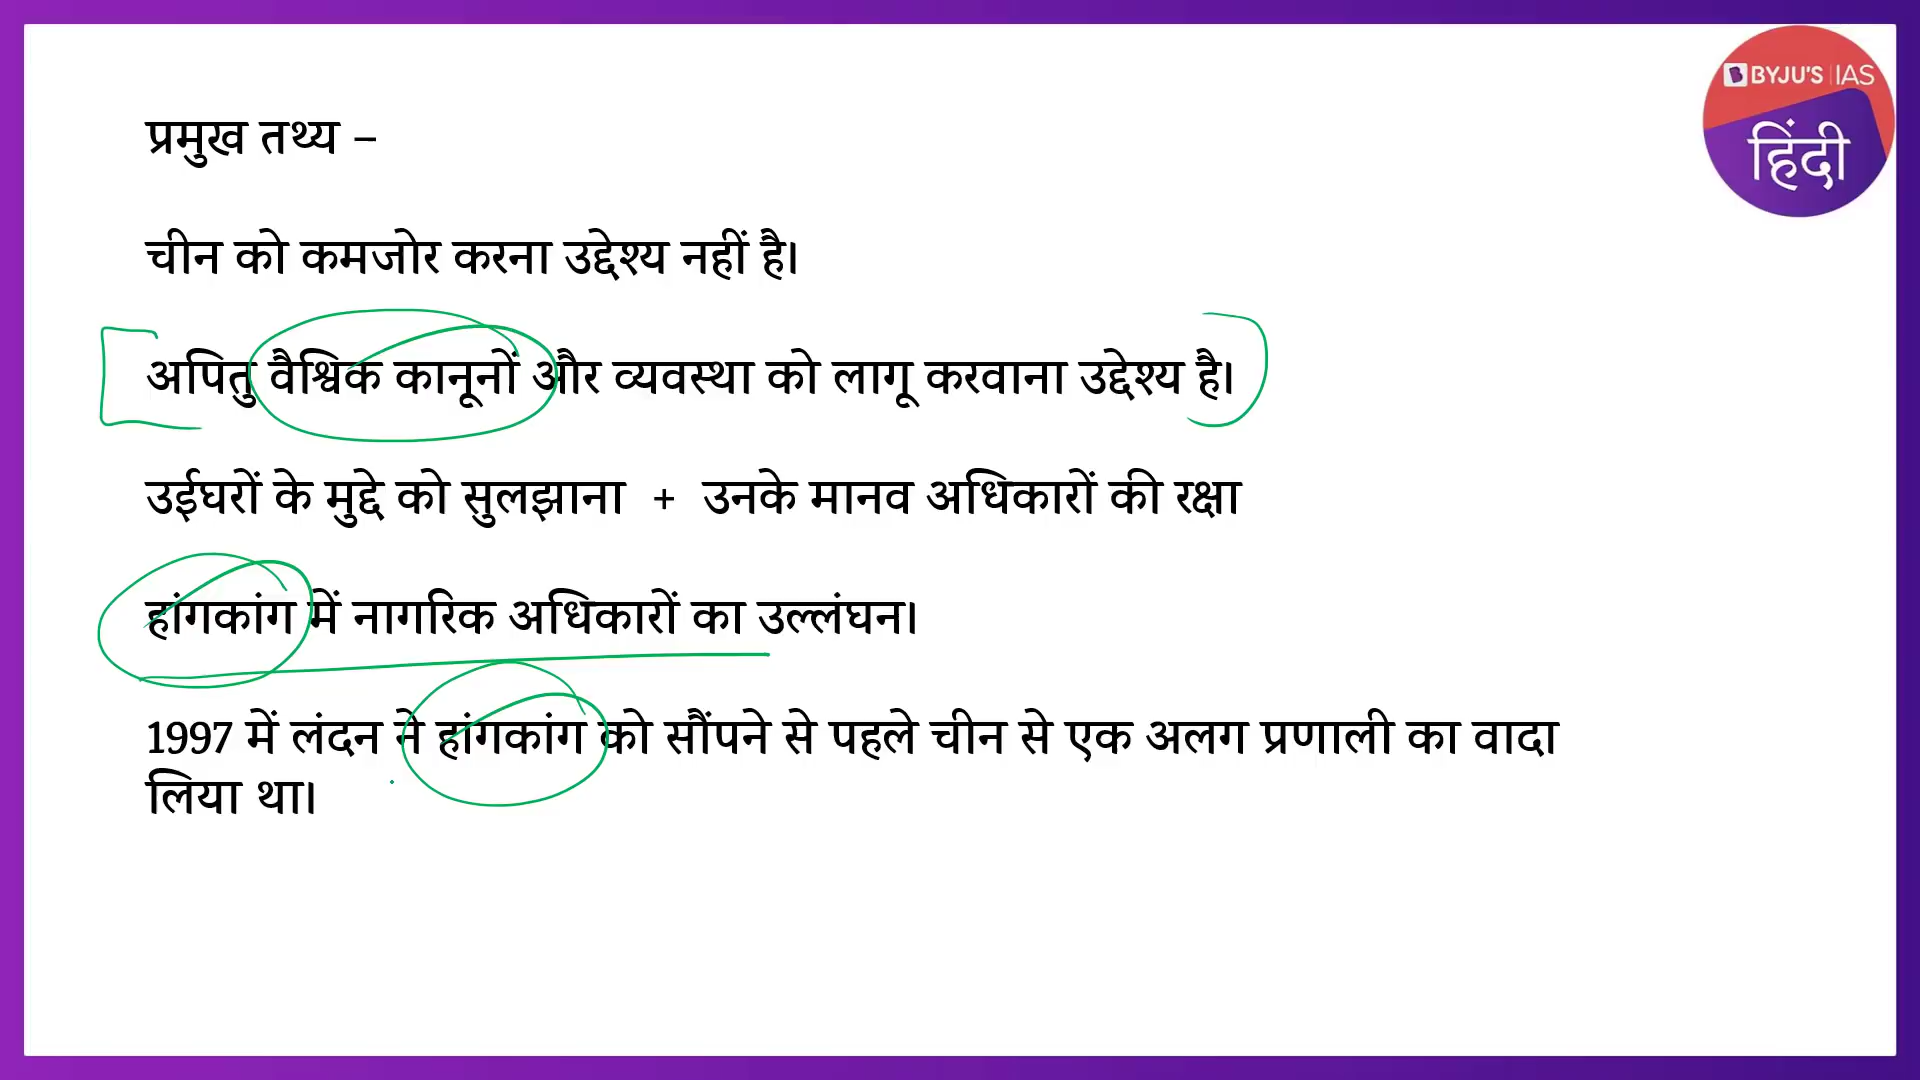 BYJU'S IAS
हिंदी
प्रमुख तथ्य –
चीन को कमजोर करना उद्देश्य नहीं है।
अपितु वैश्विक कानूनों और व्यवस्था को लागू करवाना उद्देश्य है।
उईघरों के मुद्दे को सुलझाना + उनके मानव अधिकारों की रक्षा
हांगकांग में नागरिक अधिकारों का उल्लंघन।
1997 में लंदन ने हांगकांग को सौंपने से पहले चीन से एक अलग प्रणाली का वादा
लिया था।